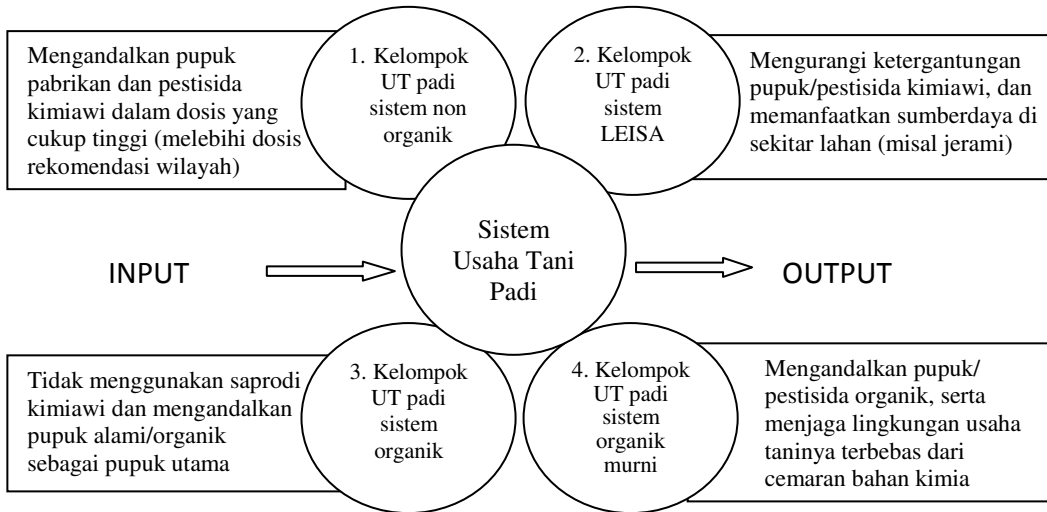 Mengandalkan pupuk
pabrikan dan pestisida
kimiawi dalam dosis yang
cukup tinggi (melebihi dosis
rekomendasi wilayah)
1. Kelompok
UT padi
sistem non
organik
2. Kelompok
UT padi
sistem
LEISA
Mengurangi ketergantungan
pupuk/pestisida kimiawi, dan
memanfaatkan sumberdaya di
sekitar lahan (misal jerami)
INPUT
Sistem
Usaha Tani
Padi
OUTPUT
Tidak menggunakan saprodi
kimiawi dan mengandalkan
pupuk alami/organik
sebagai pupuk utama
3. Kelompok
UT padi
sistem
organik
4. Kelompok
UT padi
sistem
organik
murni
Mengandalkan pupuk/
pestisida organik, serta
menjaga lingkungan usaha
taninya terbebas dari
cemaran bahan kimia